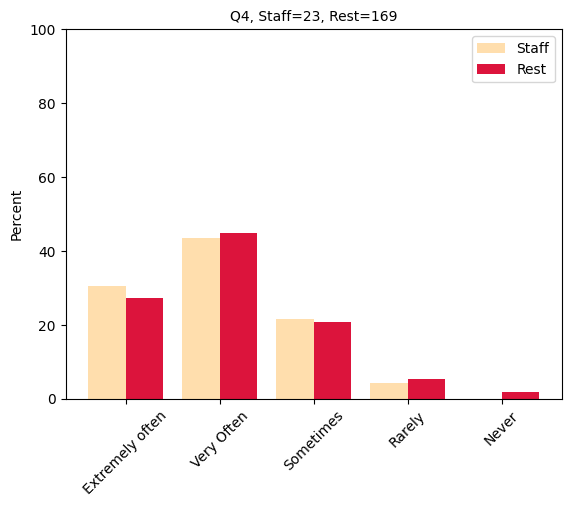 Q4, Staff=23, Rest=169
100
80
60
40
20
0
Percent
Staff
Rest
Extremely often
Very Often
Sometimes
Rarely
Never